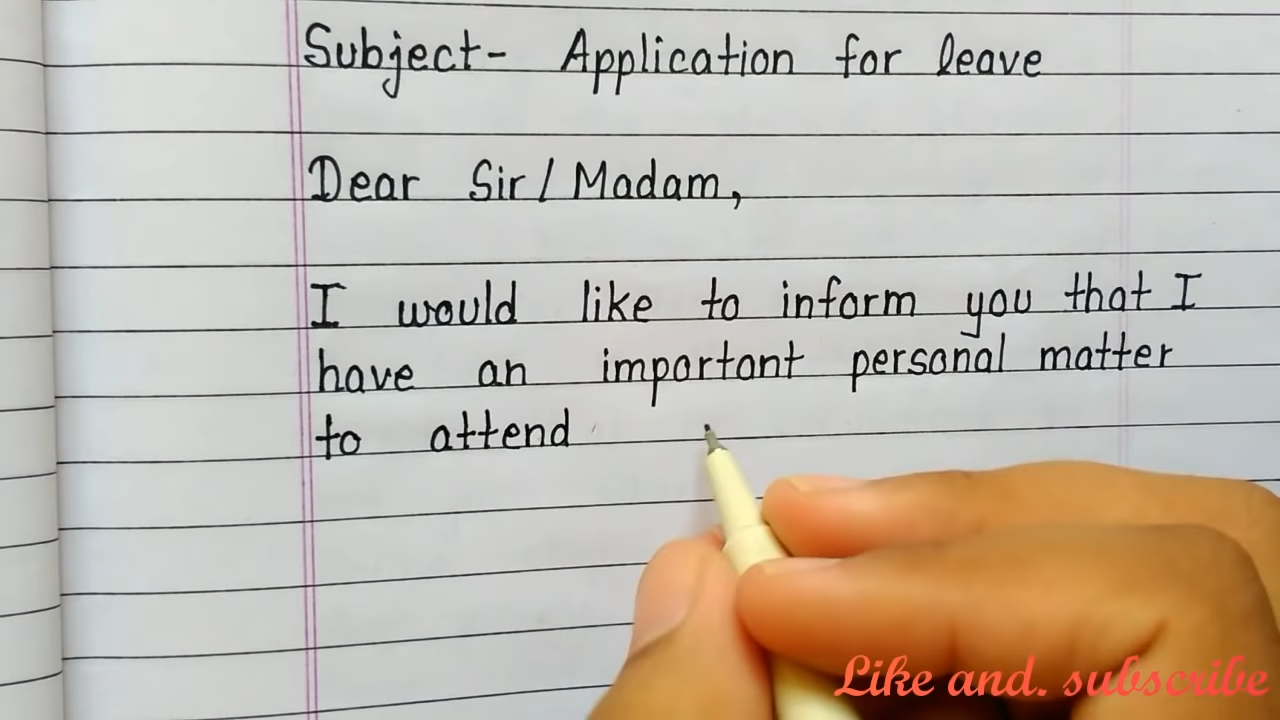 Subject- Application for leave
Dear Sir/Madam,
I would like to inform you that I
have an important personal matter
to attend
Like and. subscribe